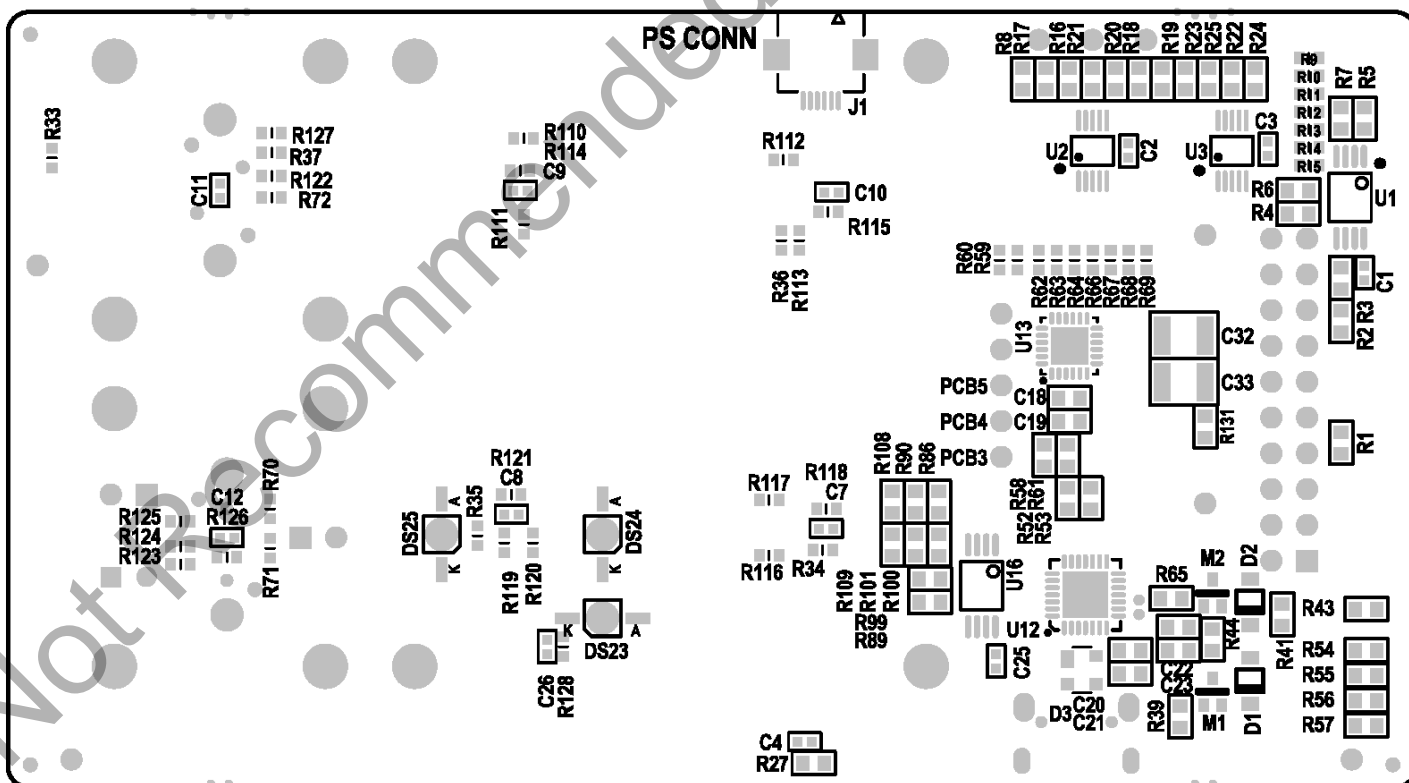 Not Recommended
PS CONN
J1
R8
R17
R16
R21
R20
R18
R19
R23
R25
R22
R24
R9
R10
R11
R12
R13
R14
R15
R7
R5
R33
R127
R37
R122
R72
C11
R110
R114
C9
R111
R112
C10
R115
R36
R113
U2
C2
U3
C3
R6
R4
U1
R60
R59
R62
R63
R64
R66
R67
R68
R69
C1
R3
R2
U13
C32
C33
PCB5
PCB4
PCB3
C18
C19
R131
R1
R108
R90
R86
R58
R61
R52
R53
R70
C12
R125
R126
R124
R123
R71
R121
C8
R35
DS25
A
K
DS24
A
K
R119
R120
R117
R118
C7
R116
R34
R109
R101
R100
R99
R89
U16
U12
R65
M2
D2
R43
R44
R41
R54
R55
R56
R57
K
A
DS23
C26
R128
C25
C22
C23
D3
C20
C21
R39
M1
D1
C4
R27